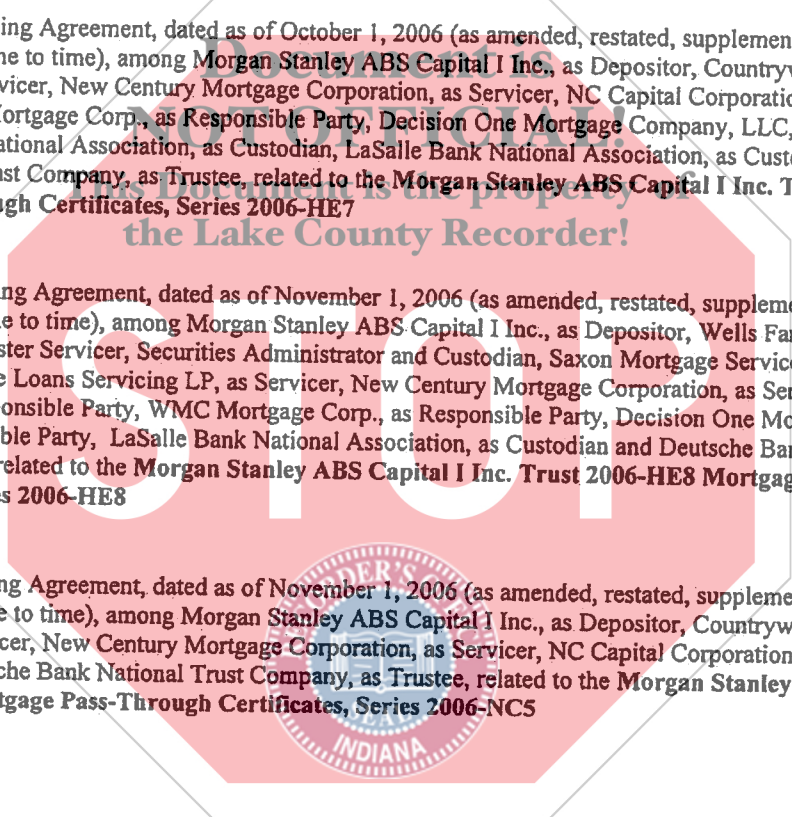 ing Agreement, dated as of October 1, 2006 (as amended, restated, supplemen
ne to time), among Morgan Stanley ABS Capital I Inc., as Depositor, Countryw
vicer, New Century Mortgage Corporation, as Servicer, NC Capital Corporatio
Mortgage Corp., as Responsible Party, Decision One Mortgage Company, LLC,
ational Association, as Custodian, LaSalle Bank National Association, as Custo
ust Company, as Trustee, related to the Morgan Stanley ABS Capital I Inc. T
ugh Certificates, Series 2006-HE7
Document is
NOT OFFICIAL!
This Document is the property of
the Lake County Recorder!
ng Agreement, dated as of November 1, 2006 (as amended, restated, suppleme
e to time), among Morgan Stanley ABS Capital I Inc., as Depositor, Wells Far
ster Servicer, Securities Administrator and Custodian, Saxon Mortgage Service
e Loans Servicing LP, as Servicer, New Century Mortgage Corporation, as Ser
onsible Party, WMC Mortgage Corp., as Responsible Party, Decision One Mo
ble Party, LaSalle Bank National Association, as Custodian and Deutsche Ban
related to the Morgan Stanley ABS Capital I Inc. Trust 2006-HE8 Mortgag
s 2006-HE8
STOP
ng Agreement, dated as of November 1, 2006 (as amended, restated, suppleme
e to time), among Morgan Stanley ABS Capital I Inc., as Depositor, Countryw
cer, New Century Mortgage Corporation, as Servicer, NC Capital Corporation
che Bank National Trust Company, as Trustee, related to the Morgan Stanley
tgage Pass-Through Certificates, Series 2006-NC5
RECORDER'S
SEAL
INDIANA